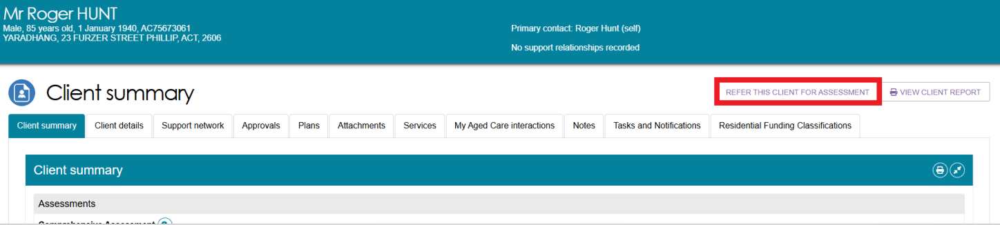 Mr Roger HUNT
Male, 85 years old, 1 January 1940, AC75673061
YARADHANG, 23 FURZER STREET PHILLIP, ACT, 2606
Primary contact: Roger Hunt (self)
No support relationships recorded
Client summary
REFER THIS CLIENT FOR ASSESSMENT
VIEW CLIENT REPORT
Client summary Client details Support network Approvals Plans Attachments Services My Aged Care interactions Notes Tasks and Notifications Residential Funding Classifications
Client summary
Assessments
Comprehensive Assessment